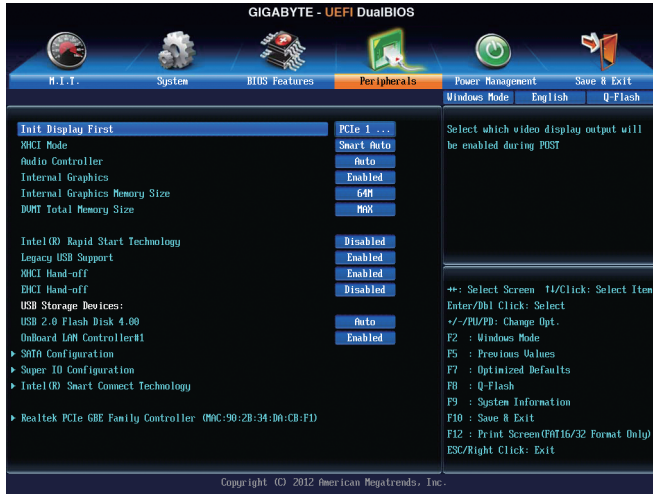 GIGABYTE - UEFI DualBIOS
M.I.T. System BIOS Features Peripherals Power Management Save & Exit
Windows Mode English Q-Flash
Init Display First PCIe 1 ...
XHCI Mode Smart Auto
Audio Controller Auto
Internal Graphics Enabled
Internal Graphics Memory Size 64M
DVMT Total Memory Size MAX
Intel(R) Rapid Start Technology Disabled
Legacy USB Support Enabled
XHCI Hand-off Enabled
EHCI Hand-off Disabled
USB Storage Devices:
USB 2.0 Flash Disk 4.00 Auto
OnBoard LAN Controller#1 Enabled
SATA Configuration
Super IO Configuration
Intel(R) Smart Connect Technology
Realtek PCIe GBE Family Controller (MAC:90:2B:34:DA:CB:F1)
Select which video display output will
be enabled during POST
↔: Select Screen ↑↓/Click: Select Item
Enter/Dbl Click: Select
+/-/PU/PD: Change Opt.
F2 : Windows Mode
F5 : Previous Values
F7 : Optimized Defaults
F8 : Q-Flash
F9 : System Information
F10 : Save & Exit
F12 : Print Screen(FAT16/32 Format Only)
ESC/Right Click: Exit
Copyright (C) 2012 American Megatrends, Inc.